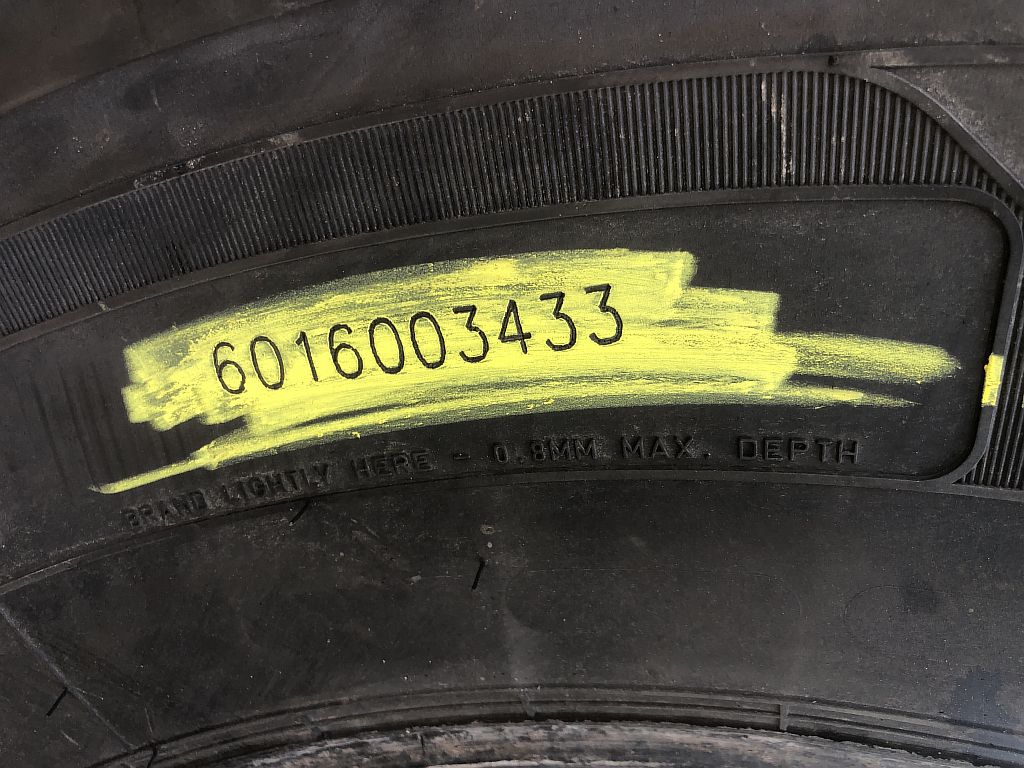 6016003433
BRAND LIGHTLY HERE - 0.8MM MAX. DEPTH